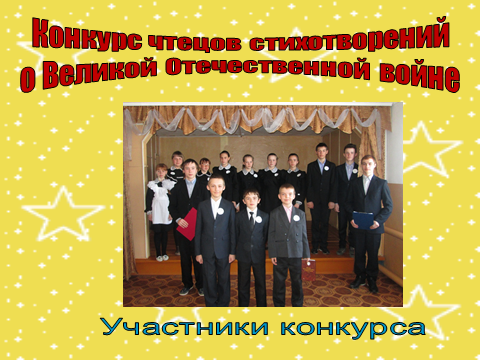 Конкурс чтецов стихотворений
о Великой Отечественной войне
Участники конкурса